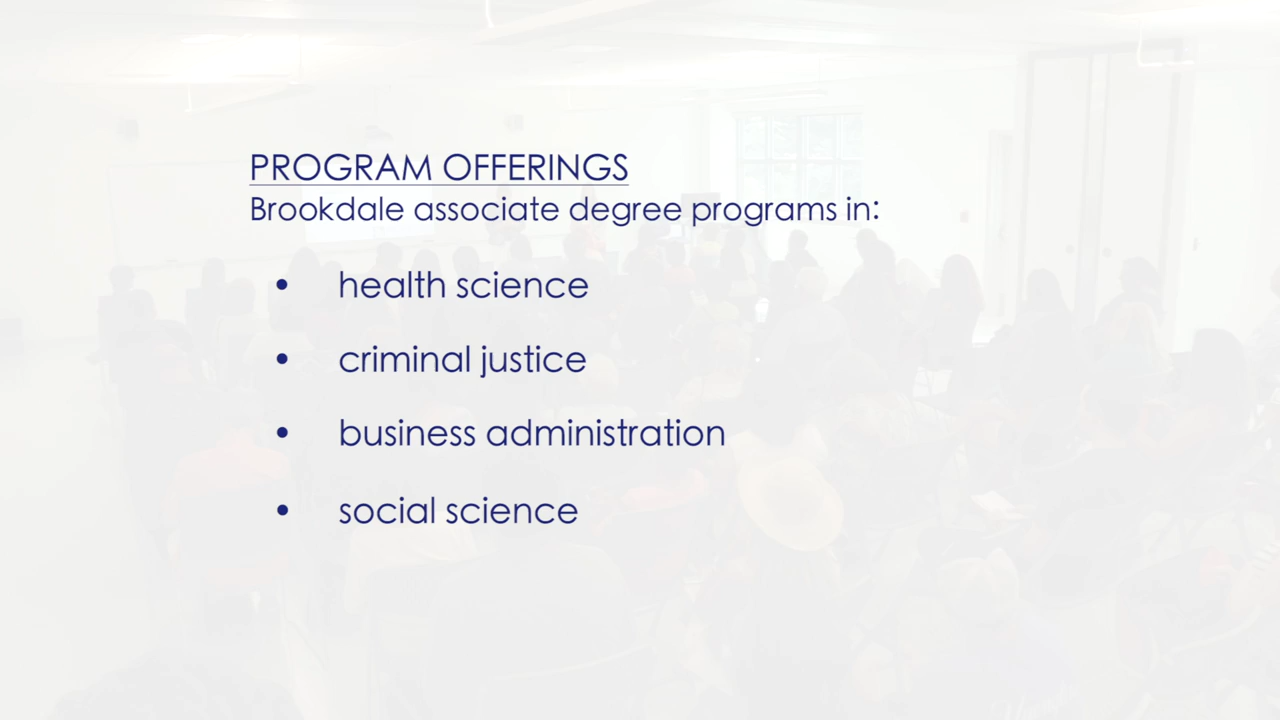 PROGRAM OFFERINGS
Brookdale associate degree programs in:
• health science
• criminal justice
• business administration
• social science